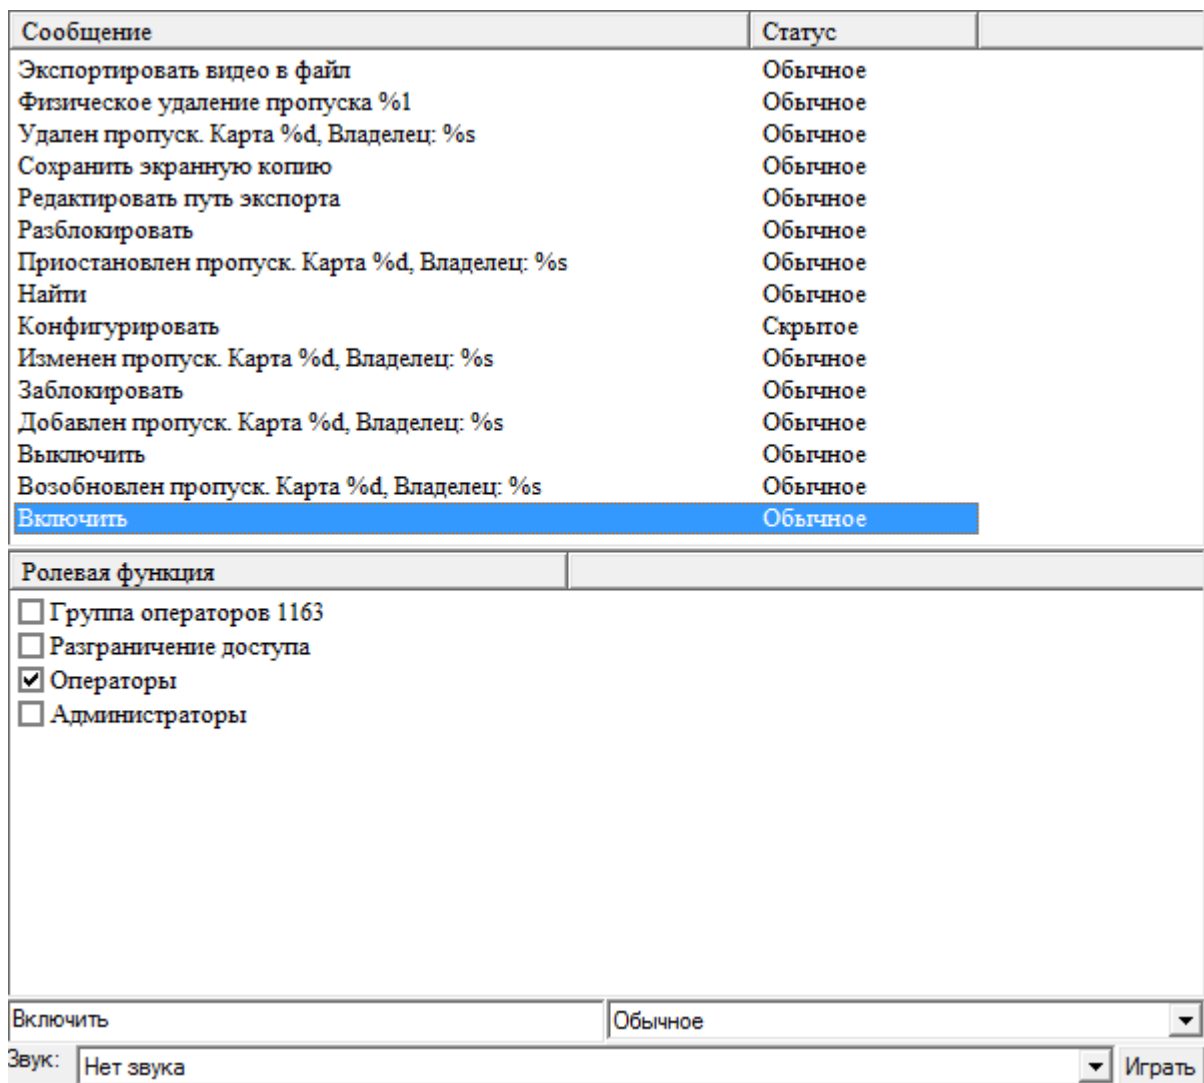 Сообщение Статус
Экспортировать видео в файл Обычное
Физическое удаление пропуска %1 Обычное
Удален пропуск. Карта %d, Владелец: %s Обычное
Сохранить экранную копию Обычное
Редактировать путь экспорта Обычное
Разблокировать Обычное
Приостановлен пропуск. Карта %d, Владелец: %s Обычное
Найти Обычное
Конфигурировать Скрытое
Изменен пропуск. Карта %d, Владелец: %s Обычное
Заблокировать Обычное
Добавлен пропуск. Карта %d, Владелец: %s Обычное
Выключить Обычное
Возобновлен пропуск. Карта %d, Владелец: %s Обычное
Включить Обычное
Ролевая функция
Группа операторов 1163
Разграничение доступа
Операторы
Администраторы
Включить Обычное
Звук: Нет звука Играть